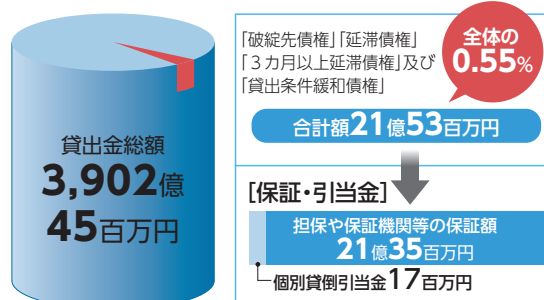 貸出金総額
3,902億
45百万円
「破綻先債権」「延滞債権」
「３カ月以上延滞債権」及び
「貸出条件緩和債権」
全体の
0.55%
合計額21億53百万円
[保証・引当金]
担保や保証機関等の保証額
21億35百万円
個別貸倒引当金17百万円